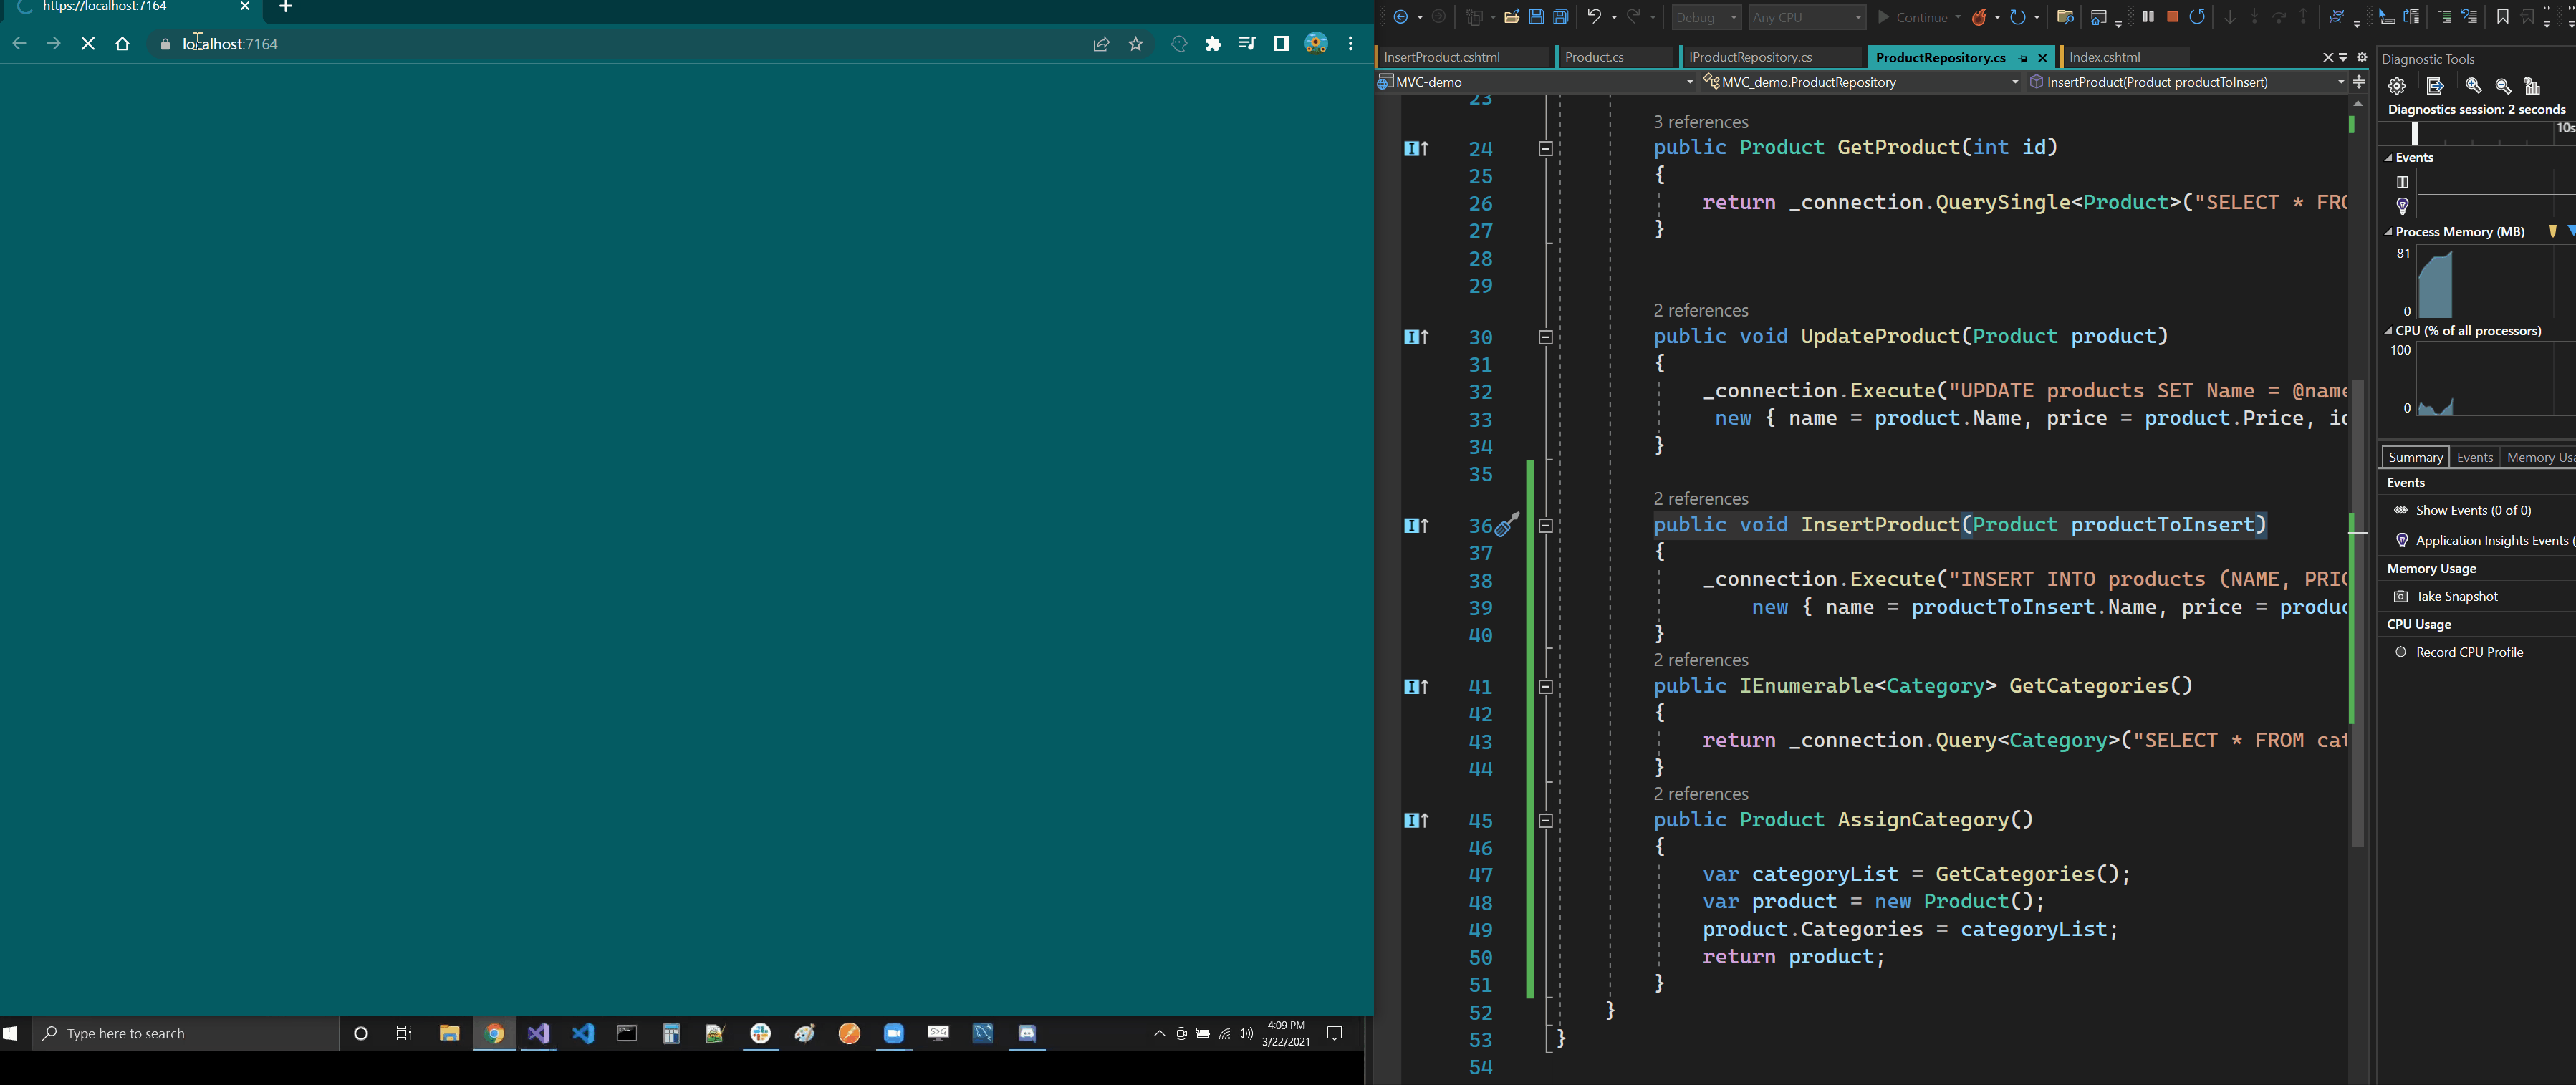 https://localhost:7164
localhost:7164
Type here to search
4:09 PM
3/22/2021
Debug
Any CPU
Continue
InsertProduct.cshtml
Product.cs
IProductRepository.cs
ProductRepository.cs
Index.cshtml
MVC-demo
MVC_demo.ProductRepository
InsertProduct(Product productToInsert)
23
3 references
24 public Product GetProduct(int id)
25 {
26 return _connection.QuerySingle<Product>("SELECT * FRO
27 }
28
29
2 references
30 public void UpdateProduct(Product product)
31 {
32 _connection.Execute("UPDATE products SET Name = @name
33 new { name = product.Name, price = product.Price, id
34 }
35
2 references
36 public void InsertProduct(Product productToInsert)
37 {
38 _connection.Execute("INSERT INTO products (NAME, PRIC
39 new { name = productToInsert.Name, price = produc
40 }
2 references
41 public IEnumerable<Category> GetCategories()
42 {
43 return _connection.Query<Category>("SELECT * FROM cat
44 }
2 references
45 public Product AssignCategory()
46 {
47 var categoryList = GetCategories();
48 var product = new Product();
49 product.Categories = categoryList;
50 return product;
51 }
52 }
53 }
54
Diagnostic Tools
Diagnostics session: 2 seconds
10s
Events
Process Memory (MB)
81
0
CPU (% of all processors)
100
0
Summary Events Memory Usa
Events
Show Events (0 of 0)
Application Insights Events (
Memory Usage
Take Snapshot
CPU Usage
Record CPU Profile